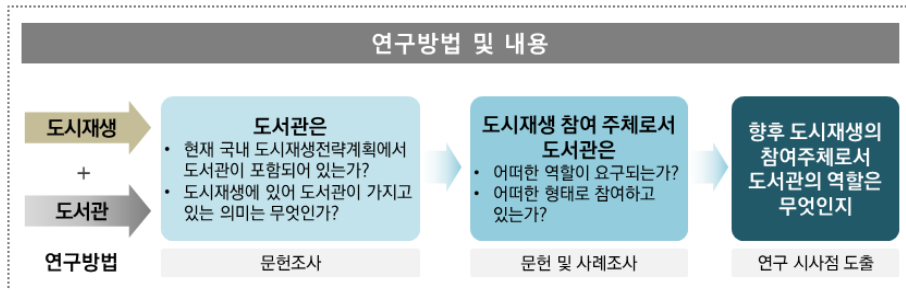 연구방법 및 내용
도시재생
+
도서관
연구방법
도서관은
• 현재 국내 도시재생전략계획에서
도서관이 포함되어 있는가?
• 도시재생에 있어 도서관이 가지고
있는 의미는 무엇인가?
문헌조사
도시재생 참여 주체로서
도서관은
• 어떠한 역할이 요구되는가?
• 어떠한 형태로 참여하고
있는가?
문헌 및 사례조사
향후 도시재생의
참여주체로서
도서관의 역할은
무엇인지
연구 시사점 도출